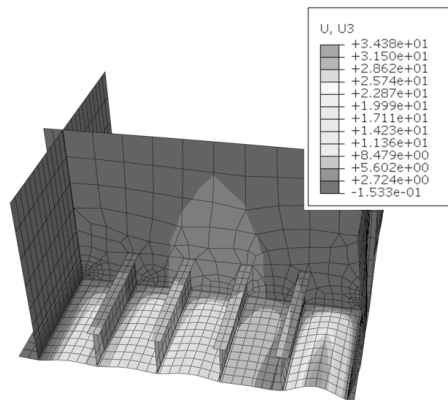 U, U3
+3.438e+01
+3.150e+01
+2.862e+01
+2.574e+01
+2.287e+01
+1.999e+01
+1.711e+01
+1.423e+01
+1.136e+01
+8.479e+00
+5.602e+00
+2.724e+00
-1.533e-01